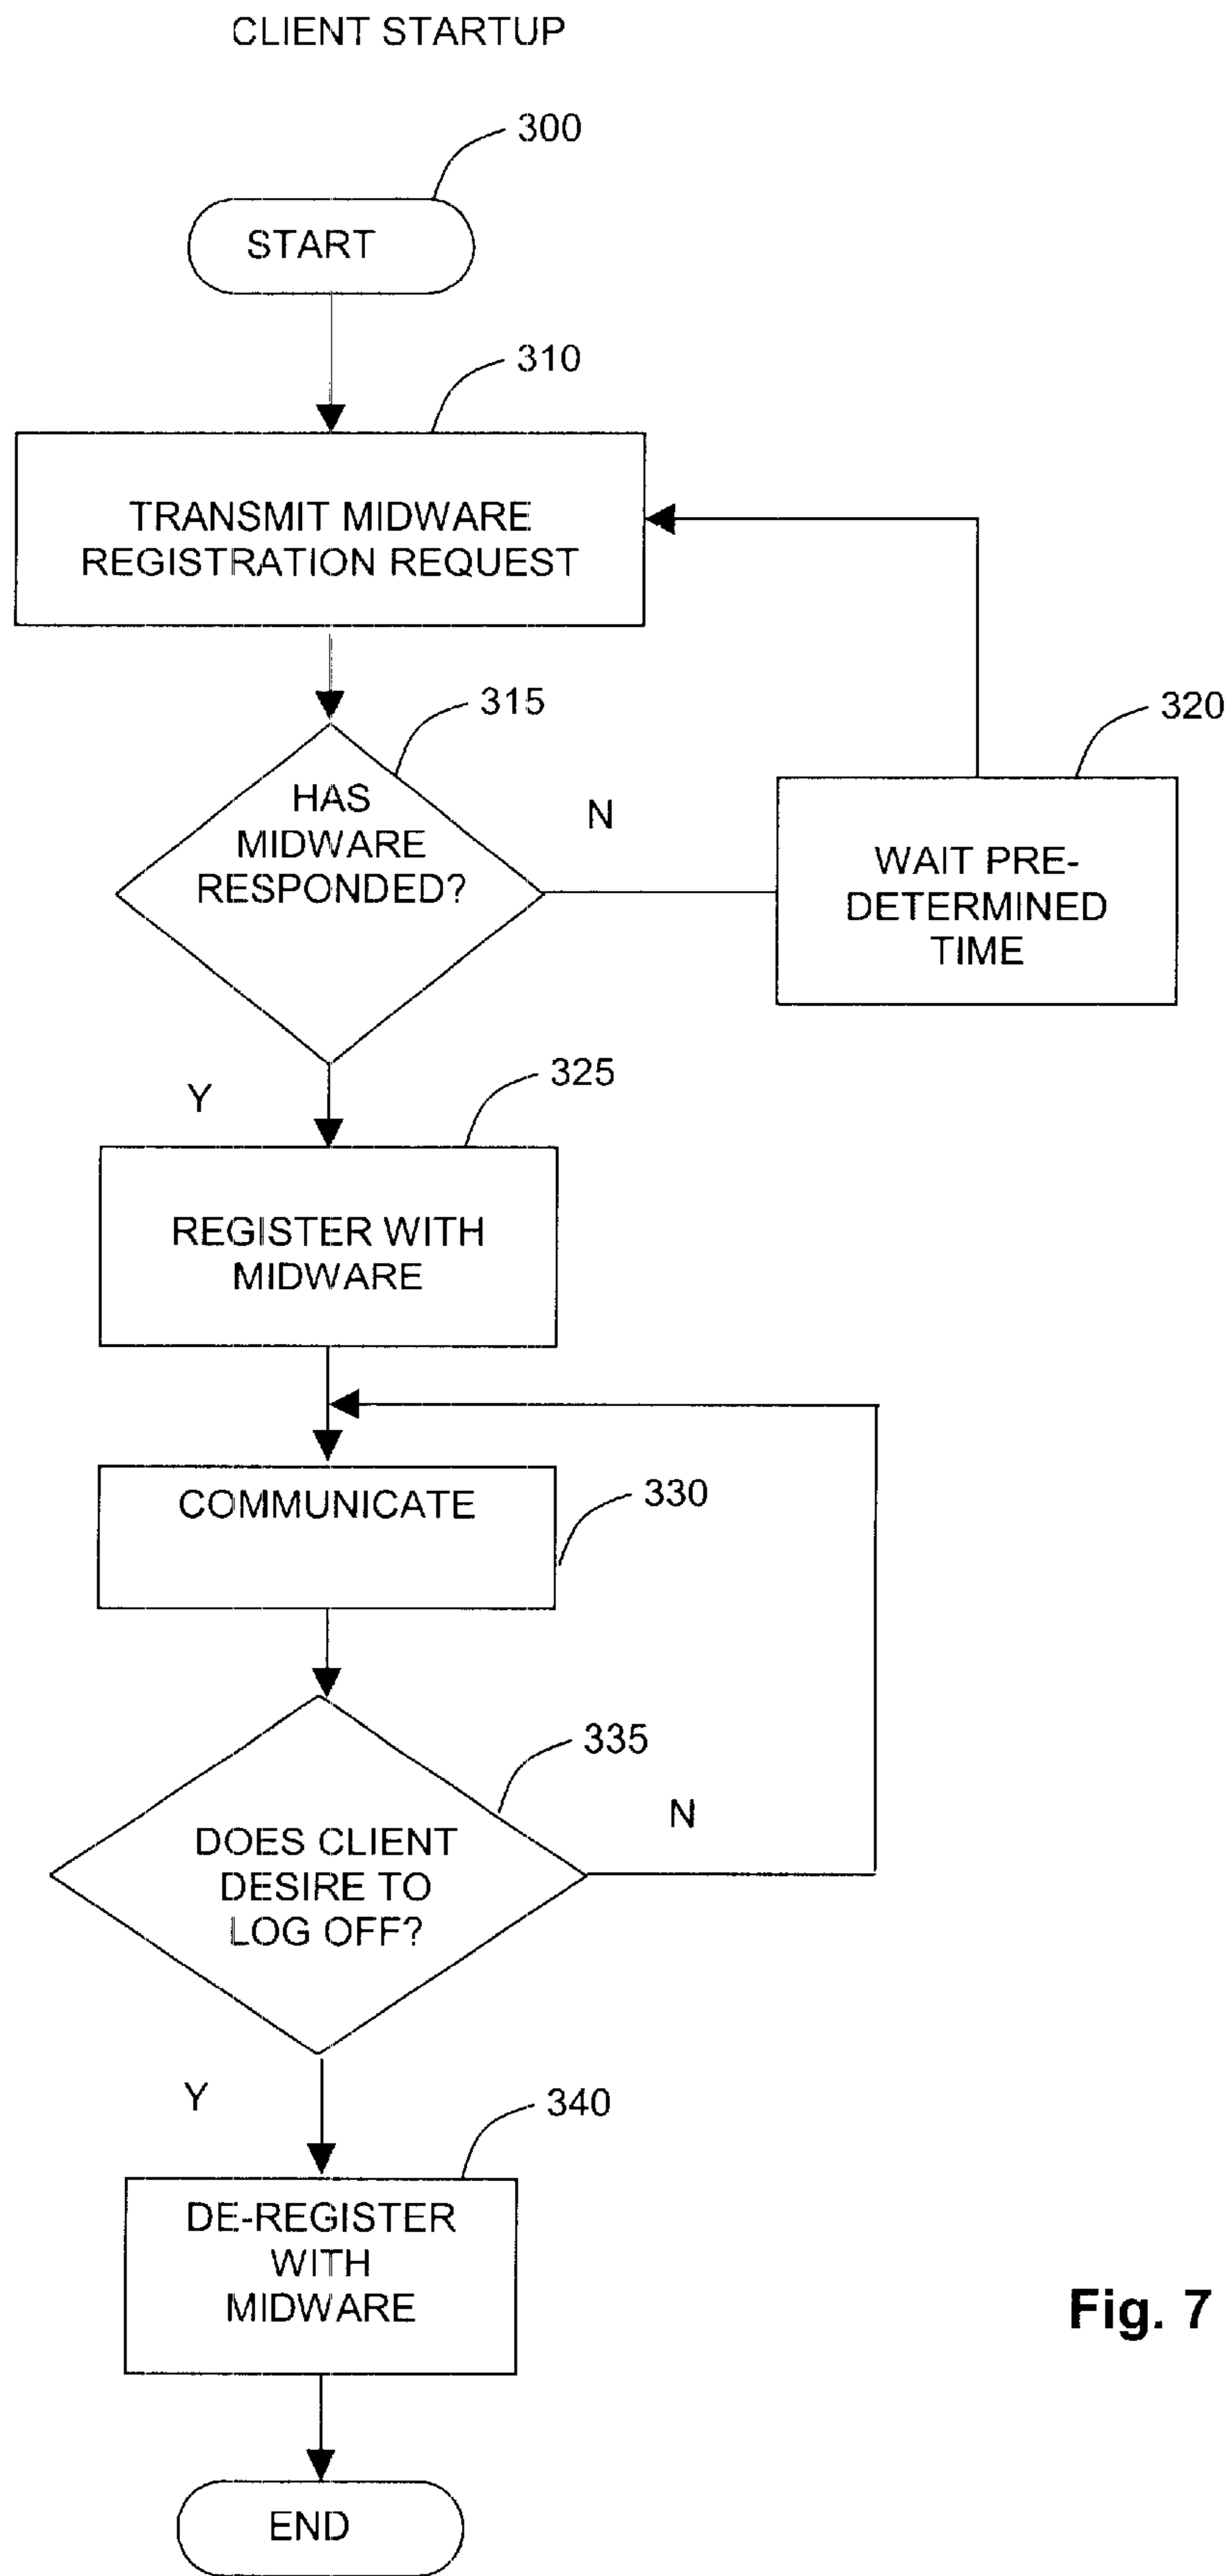 CLIENT STARTUP
300
START
310
TRANSMIT MIDWARE
REGISTRATION REQUEST
315
320
HAS
MIDWARE
RESPONDED?
N
WAIT PRE-
DETERMINED
TIME
Y
325
REGISTER WITH
MIDWARE
COMMUNICATE
330
335
N
DOES CLIENT
DESIRE TO
LOG OFF?
Y
340
DE-REGISTER
WITH
MIDWARE
Fig. 7
END